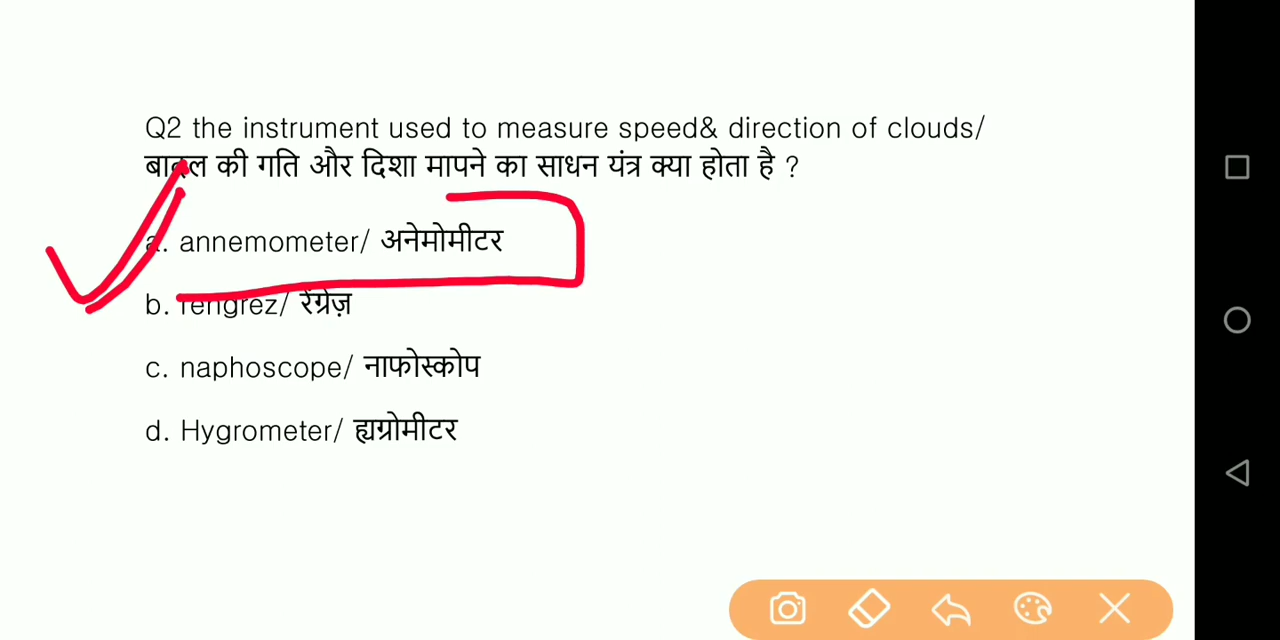 Q2 the instrument used to measure speed& direction of clouds/
बादल की गति और दिशा मापने का साधन यंत्र क्या होता है ?
a. annemometer/ अनेमोमीटर
b. rengrez/ रेंग्रेज़
c. naphoscope/ नाफोस्कोप
d. Hygrometer/ ह्यग्रोमीटर